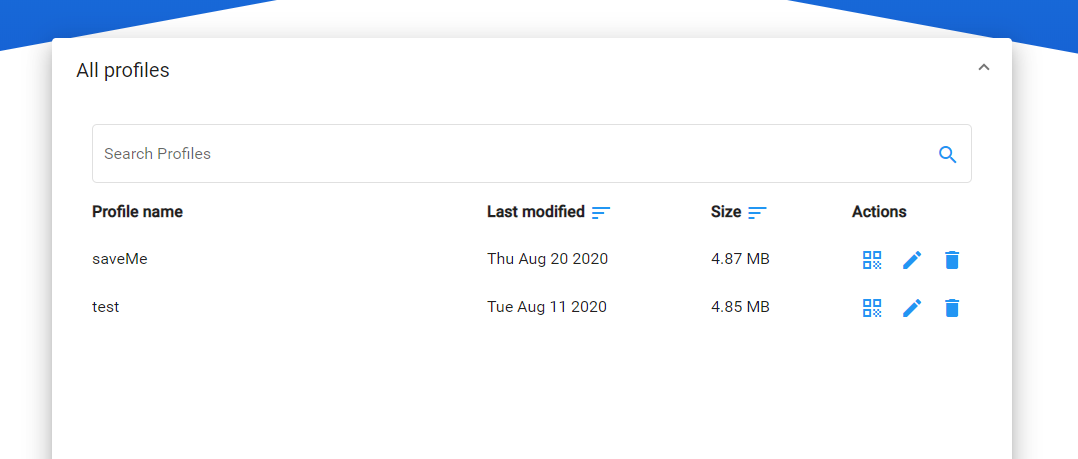 All profiles
Search Profiles
Profile name Last modified Size Actions
saveMe Thu Aug 20 2020 4.87 MB
test Tue Aug 11 2020 4.85 MB